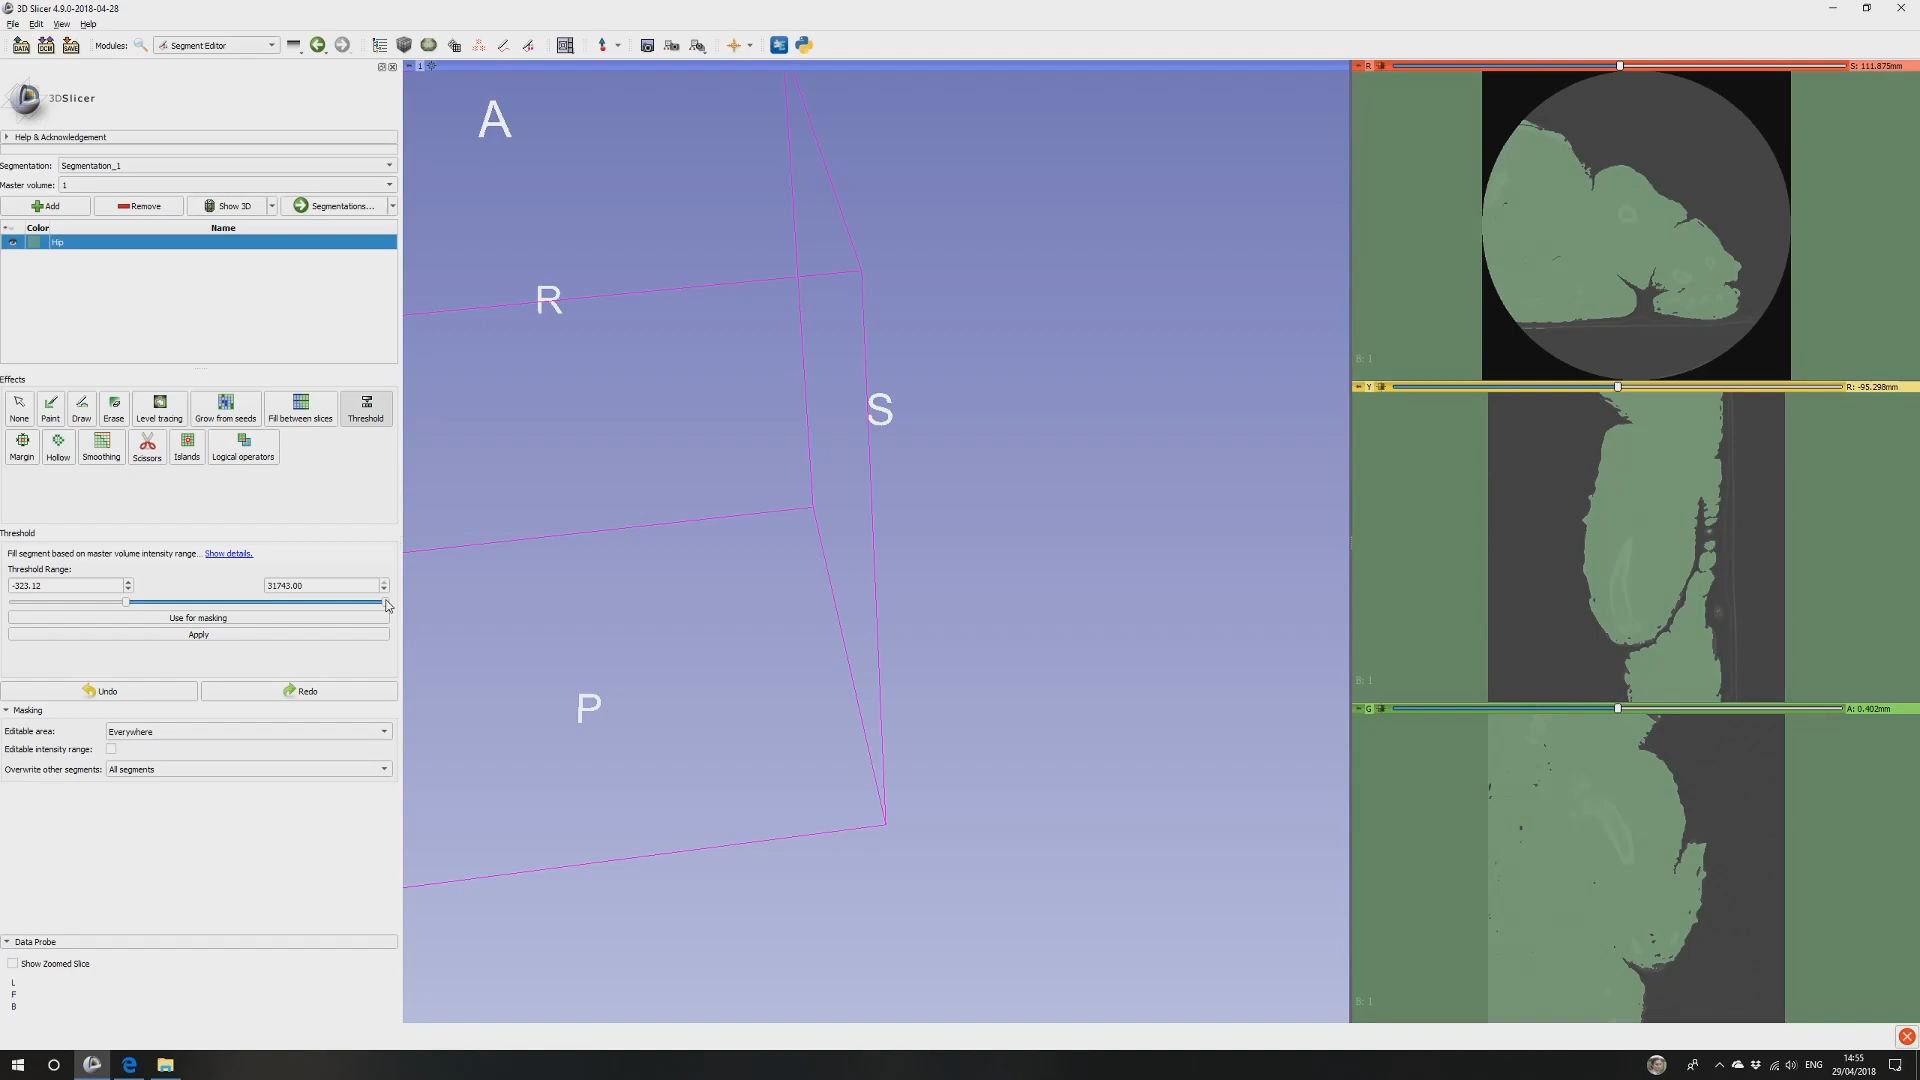 3D Slicer 4.9.0-2018-04-28
File Edit View Help
DATA DCM SAVE Modules: Segment Editor
3DSlicer
Help & Acknowledgement
Segmentation: Segmentation_1
Master volume: 1
Add Remove Show 3D Segmentations...
Color Name
Hip
Effects
None Paint Draw Erase Level tracing Grow from seeds Fill between slices Threshold
Margin Hollow Smoothing Scissors Islands Logical operators
Threshold
Fill segment based on master volume intensity range... Show details.
Threshold Range:
-323.12 31743.00
Use for masking
Apply
Undo Redo
Masking
Editable area: Everywhere
Editable intensity range:
Overwrite other segments: All segments
Data Probe
Show Zoomed Slice
L
F
B
1
A
R
S
P
R S: 111.875mm
B: 1
Y R: -95.298mm
B: 1
G A: 0.402mm
B: 1
ENG
14:55
29/04/2018